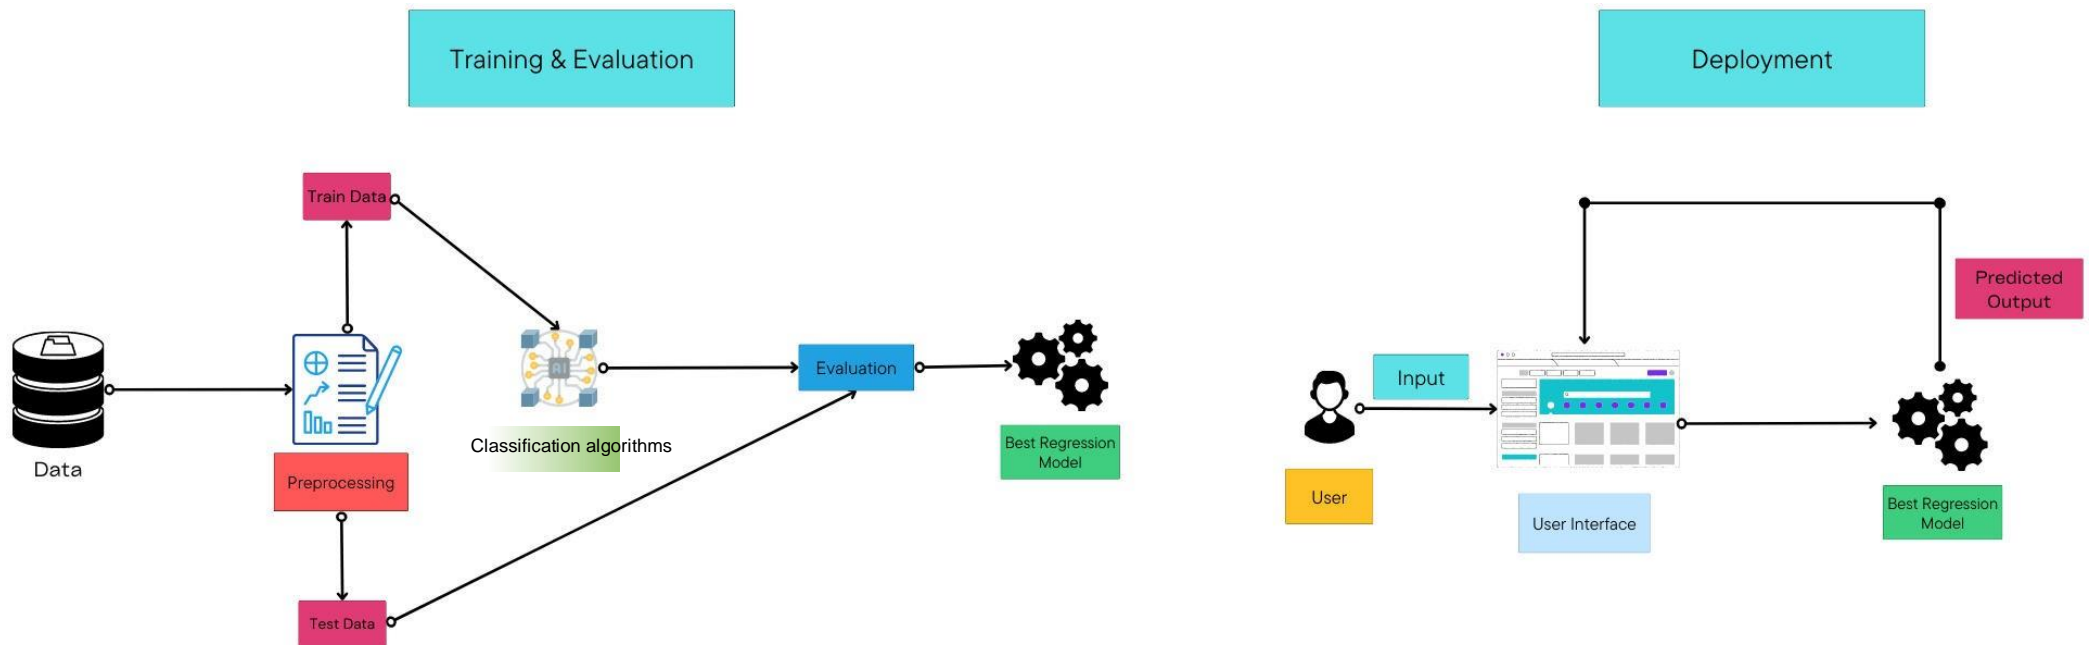 Training & Evaluation
Deployment
Train Data
Predicted
Output
Evaluation
Input
AI
Classification algorithms
Data
Best Regression
Model
Preprocessing
User
User Interface
Best Regression
Model
Test Data